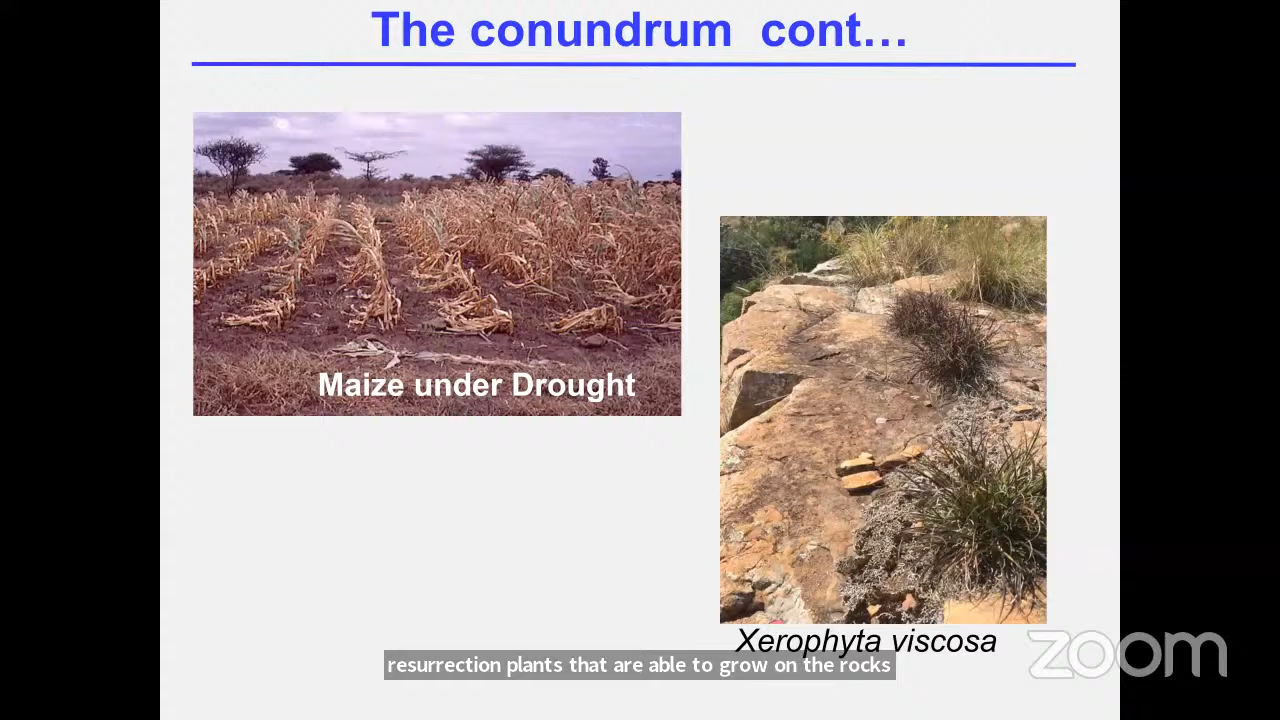 The conundrum cont…
Maize under Drought
Xerophyta viscosa
resurrection plants that are able to grow on the rocks
zoom